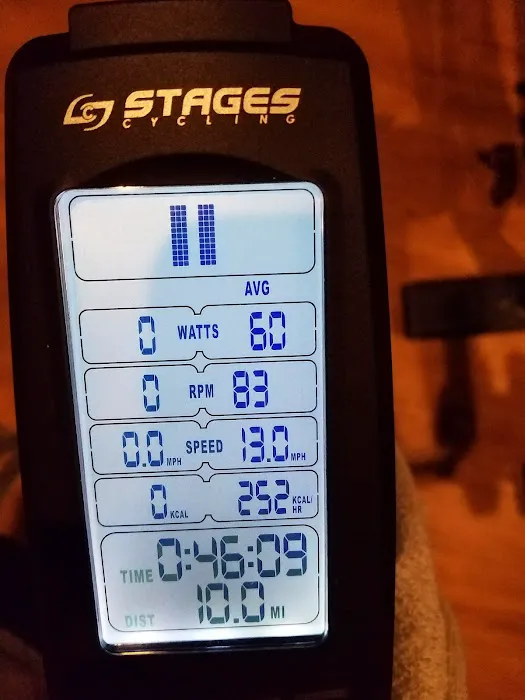 STAGES
CYCLING
AVG
0 WATTS 60
0 RPM 83
0.0 MPH SPEED 13.0 MPH
0 KCAL 252 KCAL/HR
TIME 0:46:09
DIST 10.0 MI